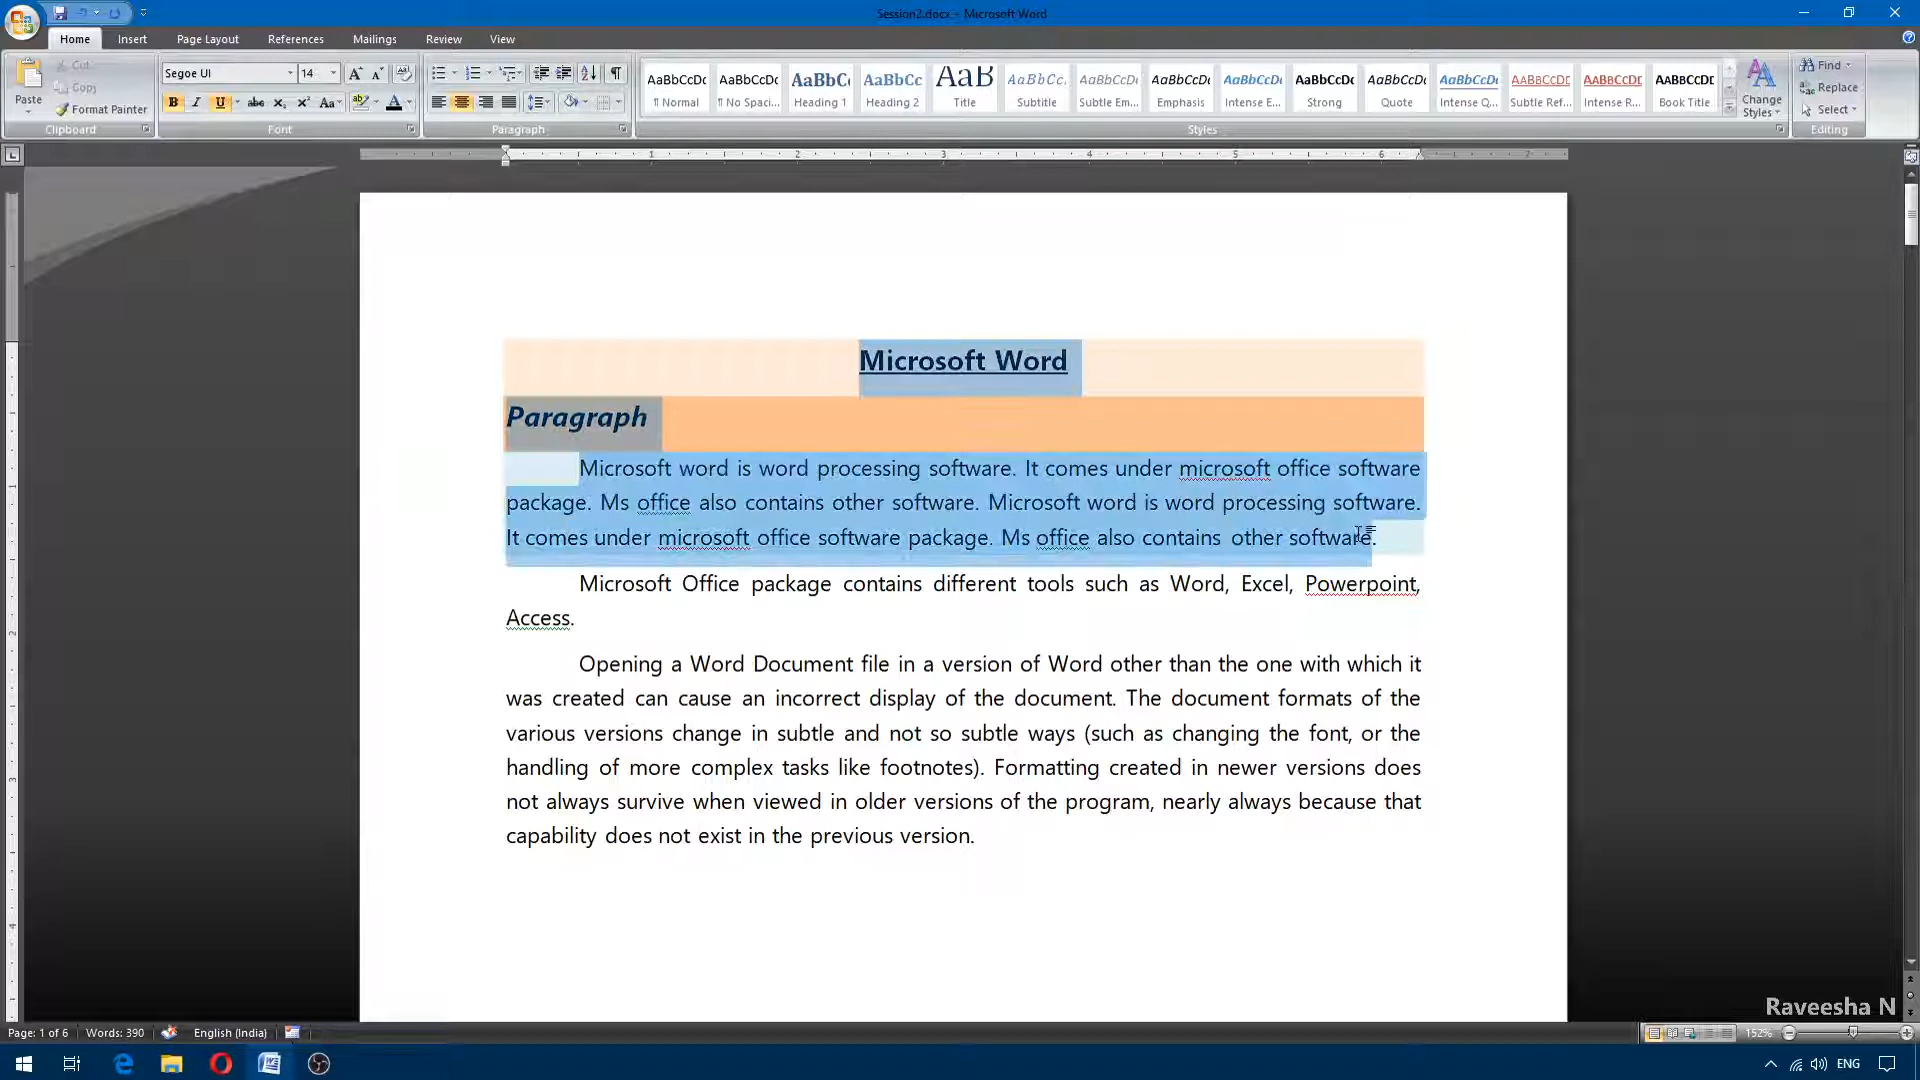 Session2.docx - Microsoft Word
Home Insert Page Layout References Mailings Review View
Paste
Cut
Copy
Format Painter
Clipboard
Segoe UI 14
Font
Paragraph
AaBbCcDc AaBbCcDc AaBbC AaBbCc AaB AaBbCc. AaBbCcDc AaBbCcDc AaBbCcDc AaBbCcDc AaBbCcDc AaBbCcDc AABBCCDE AABBCCDE AABBCCDE
¶ Normal ¶ No Spaci... Heading 1 Heading 2 Title Subtitle Subtle Em... Emphasis Intense E... Strong Quote Intense Q... Subtle Ref... Intense R... Book Title
Styles
Change
Styles
Find
Replace
Select
Editing
1 2 3 4 5 6 7
Microsoft Word
Paragraph
Microsoft word is word processing software. It comes under microsoft office software
package. Ms office also contains other software. Microsoft word is word processing software.
It comes under microsoft office software package. Ms office also contains other software.
Microsoft Office package contains different tools such as Word, Excel, Powerpoint,
Access.
Opening a Word Document file in a version of Word other than the one with which it
was created can cause an incorrect display of the document. The document formats of the
various versions change in subtle and not so subtle ways (such as changing the font, or the
handling of more complex tasks like footnotes). Formatting created in newer versions does
not always survive when viewed in older versions of the program, nearly always because that
capability does not exist in the previous version.
Raveesha N
Page: 1 of 6 Words: 390 English (India) 152%
ENG